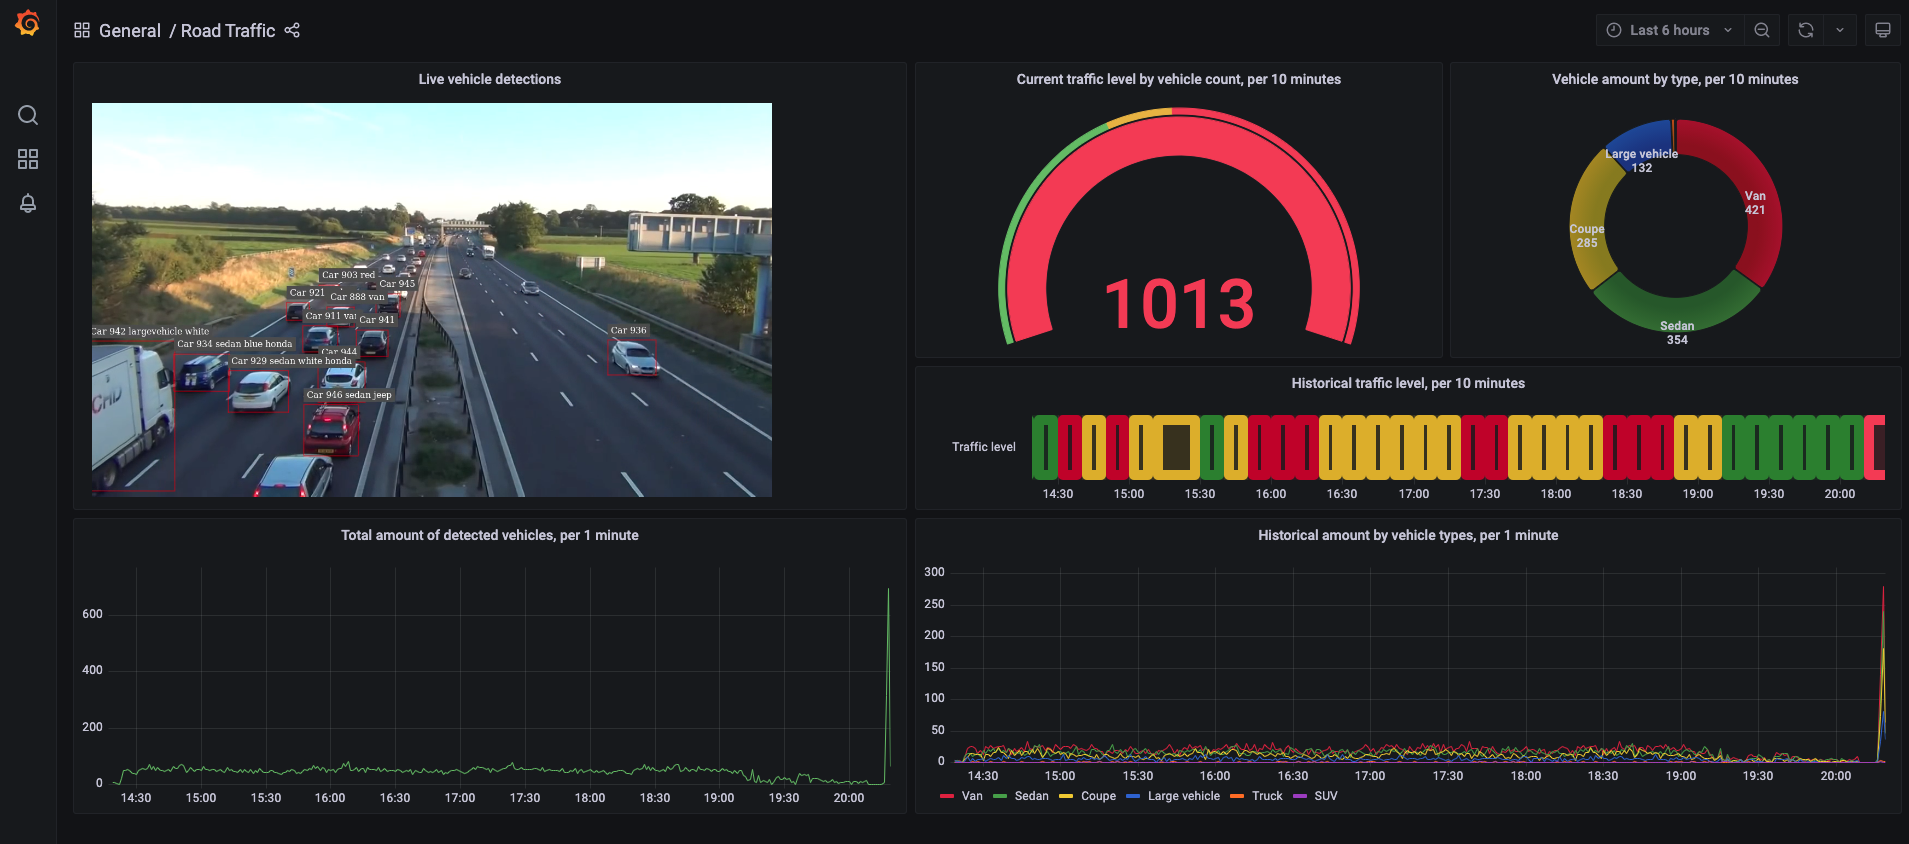 General / Road Traffic
Last 6 hours
Live vehicle detections
Car 903 red
Car 945
Car 921
Car 888 van
Car 911 va
Car 941
Car 936
Car 942 largevehicle white
Car 934 sedan blue honda
Car 944
Car 929 sedan white honda
Car 946 sedan jeep
Current traffic level by vehicle count, per 10 minutes
1013
Vehicle amount by type, per 10 minutes
Large vehicle
132
Van
421
Coupe
285
Sedan
354
Historical traffic level, per 10 minutes
Traffic level
14:30 15:00 15:30 16:00 16:30 17:00 17:30 18:00 18:30 19:00 19:30 20:00
Total amount of detected vehicles, per 1 minute
600
400
200
0
14:30 15:00 15:30 16:00 16:30 17:00 17:30 18:00 18:30 19:00 19:30 20:00
Historical amount by vehicle types, per 1 minute
300
250
200
150
100
50
0
14:30 15:00 15:30 16:00 16:30 17:00 17:30 18:00 18:30 19:00 19:30 20:00
Van Sedan Coupe Large vehicle Truck SUV